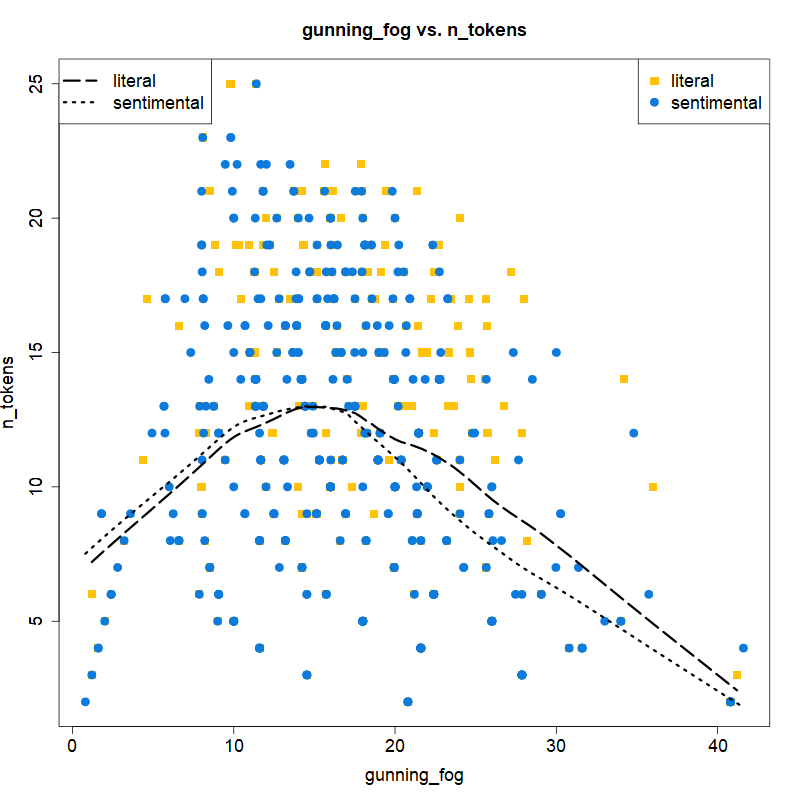 gunning_fog vs. n_tokens
literal
sentimental
literal
sentimental
25
20
15
10
5
n_tokens
0 10 20 30 40
gunning_fog